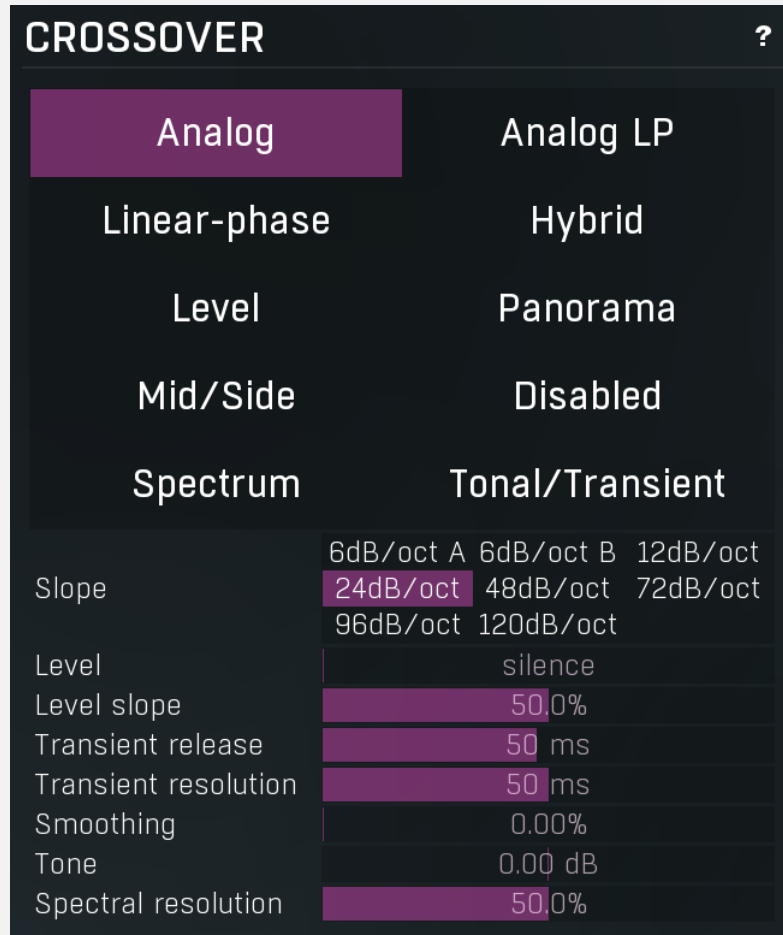 CROSSOVER ?
Analog Analog LP
Linear-phase Hybrid
Level Panorama
Mid/Side Disabled
Spectrum Tonal/Transient
6dB/oct A 6dB/oct B 12dB/oct
Slope 24dB/oct 48dB/oct 72dB/oct
96dB/oct 120dB/oct
Level silence
Level slope 50.0%
Transient release 50 ms
Transient resolution 50 ms
Smoothing 0.00%
Tone 0.00 dB
Spectral resolution 50.0%